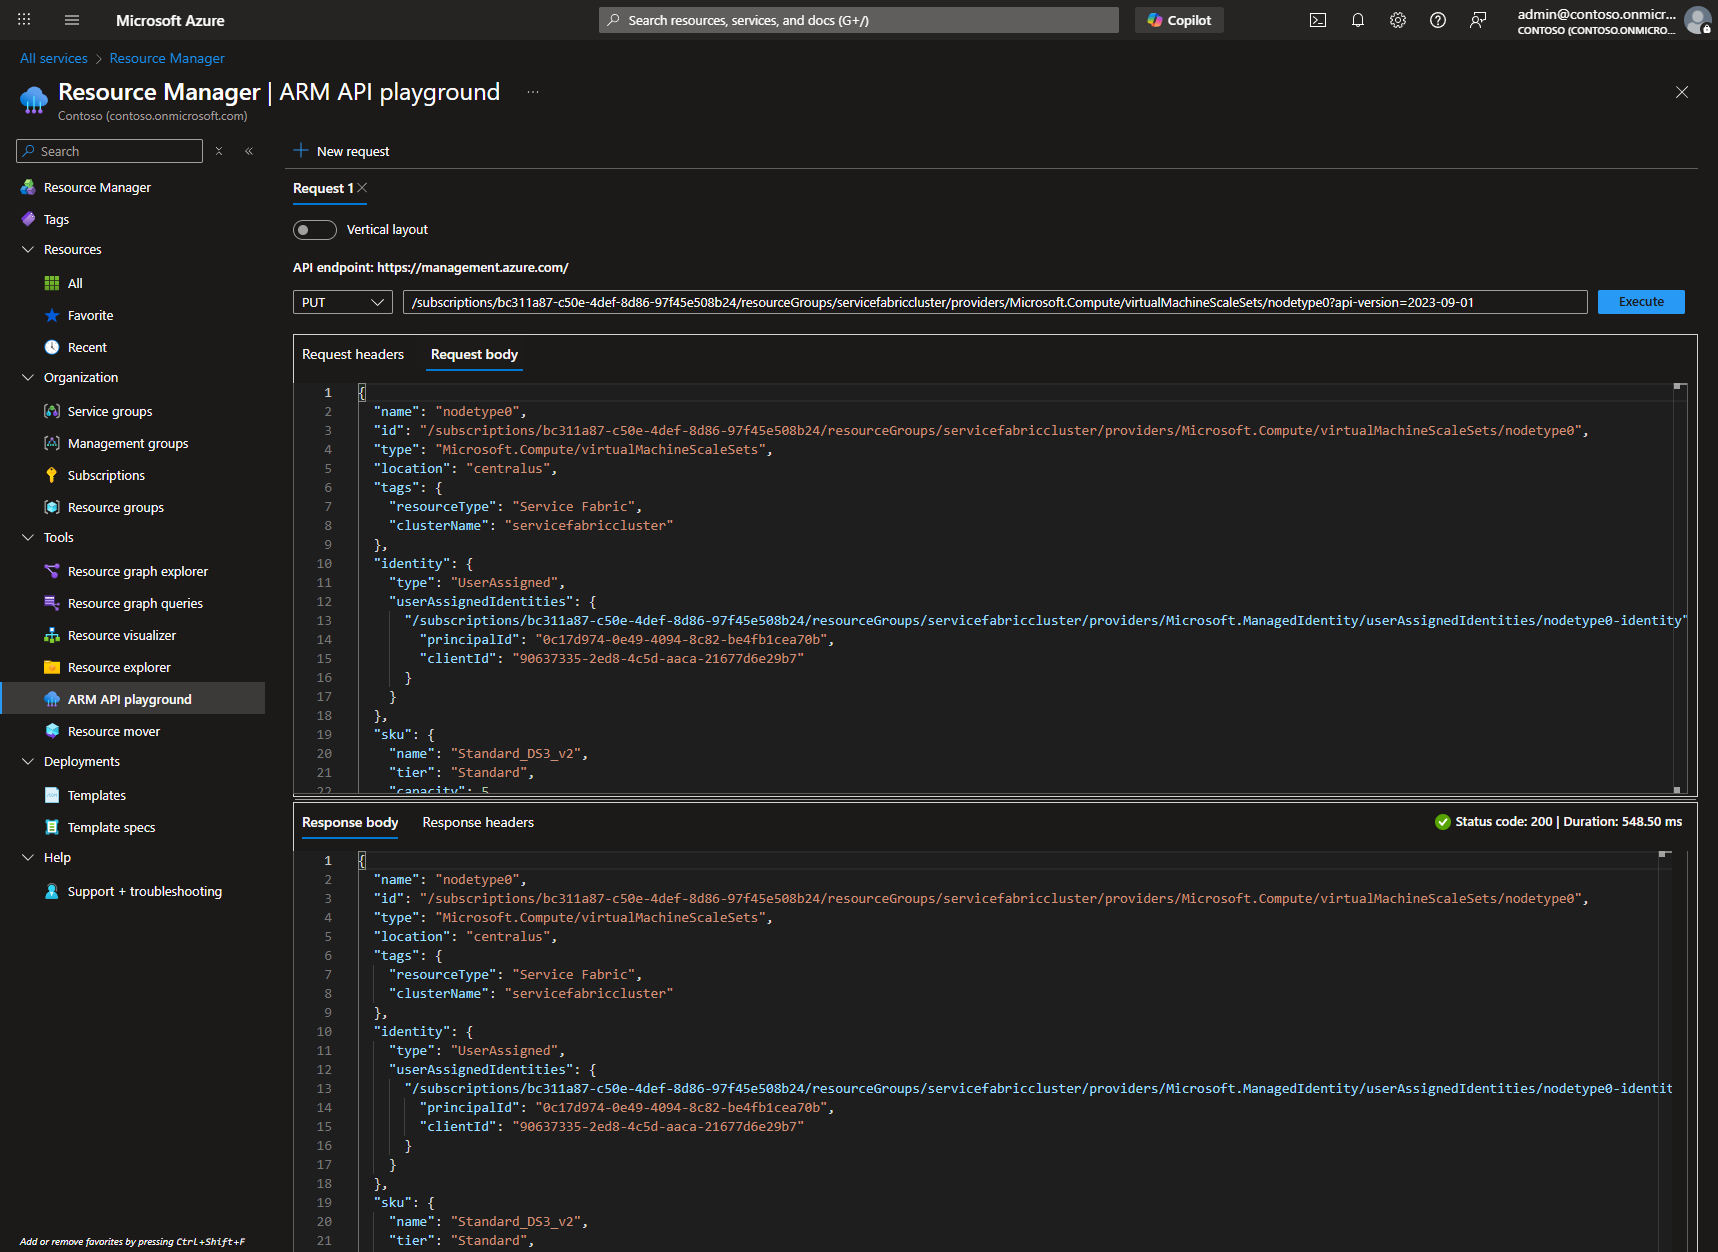 Microsoft Azure
Search resources, services, and docs (G+/)
Copilot
admin@contoso.onmicr...
CONTOSO (CONTOSO.ONMICRO...
All services > Resource Manager
Resource Manager | ARM API playground ...
Contoso (contoso.onmicrosoft.com)
Search
Resource Manager
Tags
Resources
All
Favorite
Recent
Organization
Service groups
Management groups
Subscriptions
Resource groups
Tools
Resource graph explorer
Resource graph queries
Resource visualizer
Resource explorer
ARM API playground
Resource mover
Deployments
Templates
Template specs
Help
Support + troubleshooting
Add or remove favorites by pressing Ctrl+Shift+F
New request
Request 1
Vertical layout
API endpoint: https://management.azure.com/
PUT
/subscriptions/bc311a87-c50e-4def-8d86-97f45e508b24/resourceGroups/servicefabriccluster/providers/Microsoft.Compute/virtualMachineScaleSets/nodetype0?api-version=2023-09-01
Execute
Request headers Request body
1 {
2 "name": "nodetype0",
3 "id": "/subscriptions/bc311a87-c50e-4def-8d86-97f45e508b24/resourceGroups/servicefabriccluster/providers/Microsoft.Compute/virtualMachineScaleSets/nodetype0",
4 "type": "Microsoft.Compute/virtualMachineScaleSets",
5 "location": "centralus",
6 "tags": {
7 "resourceType": "Service Fabric",
8 "clusterName": "servicefabriccluster"
9 },
10 "identity": {
11 "type": "UserAssigned",
12 "userAssignedIdentities": {
13 "/subscriptions/bc311a87-c50e-4def-8d86-97f45e508b24/resourceGroups/servicefabriccluster/providers/Microsoft.ManagedIdentity/userAssignedIdentities/nodetype0-identity"
14 "principalId": "0c17d974-0e49-4094-8c82-be4fb1cea70b",
15 "clientId": "90637335-2ed8-4c5d-aaca-21677d6e29b7"
16 }
17 }
18 },
19 "sku": {
20 "name": "Standard_DS3_v2",
21 "tier": "Standard",
22 "capacity": 5
Response body Response headers
Status code: 200 | Duration: 548.50 ms
1 {
2 "name": "nodetype0",
3 "id": "/subscriptions/bc311a87-c50e-4def-8d86-97f45e508b24/resourceGroups/servicefabriccluster/providers/Microsoft.Compute/virtualMachineScaleSets/nodetype0",
4 "type": "Microsoft.Compute/virtualMachineScaleSets",
5 "location": "centralus",
6 "tags": {
7 "resourceType": "Service Fabric",
8 "clusterName": "servicefabriccluster"
9 },
10 "identity": {
11 "type": "UserAssigned",
12 "userAssignedIdentities": {
13 "/subscriptions/bc311a87-c50e-4def-8d86-97f45e508b24/resourceGroups/servicefabriccluster/providers/Microsoft.ManagedIdentity/userAssignedIdentities/nodetype0-identit
14 "principalId": "0c17d974-0e49-4094-8c82-be4fb1cea70b",
15 "clientId": "90637335-2ed8-4c5d-aaca-21677d6e29b7"
16 }
17 }
18 },
19 "sku": {
20 "name": "Standard_DS3_v2",
21 "tier": "Standard",